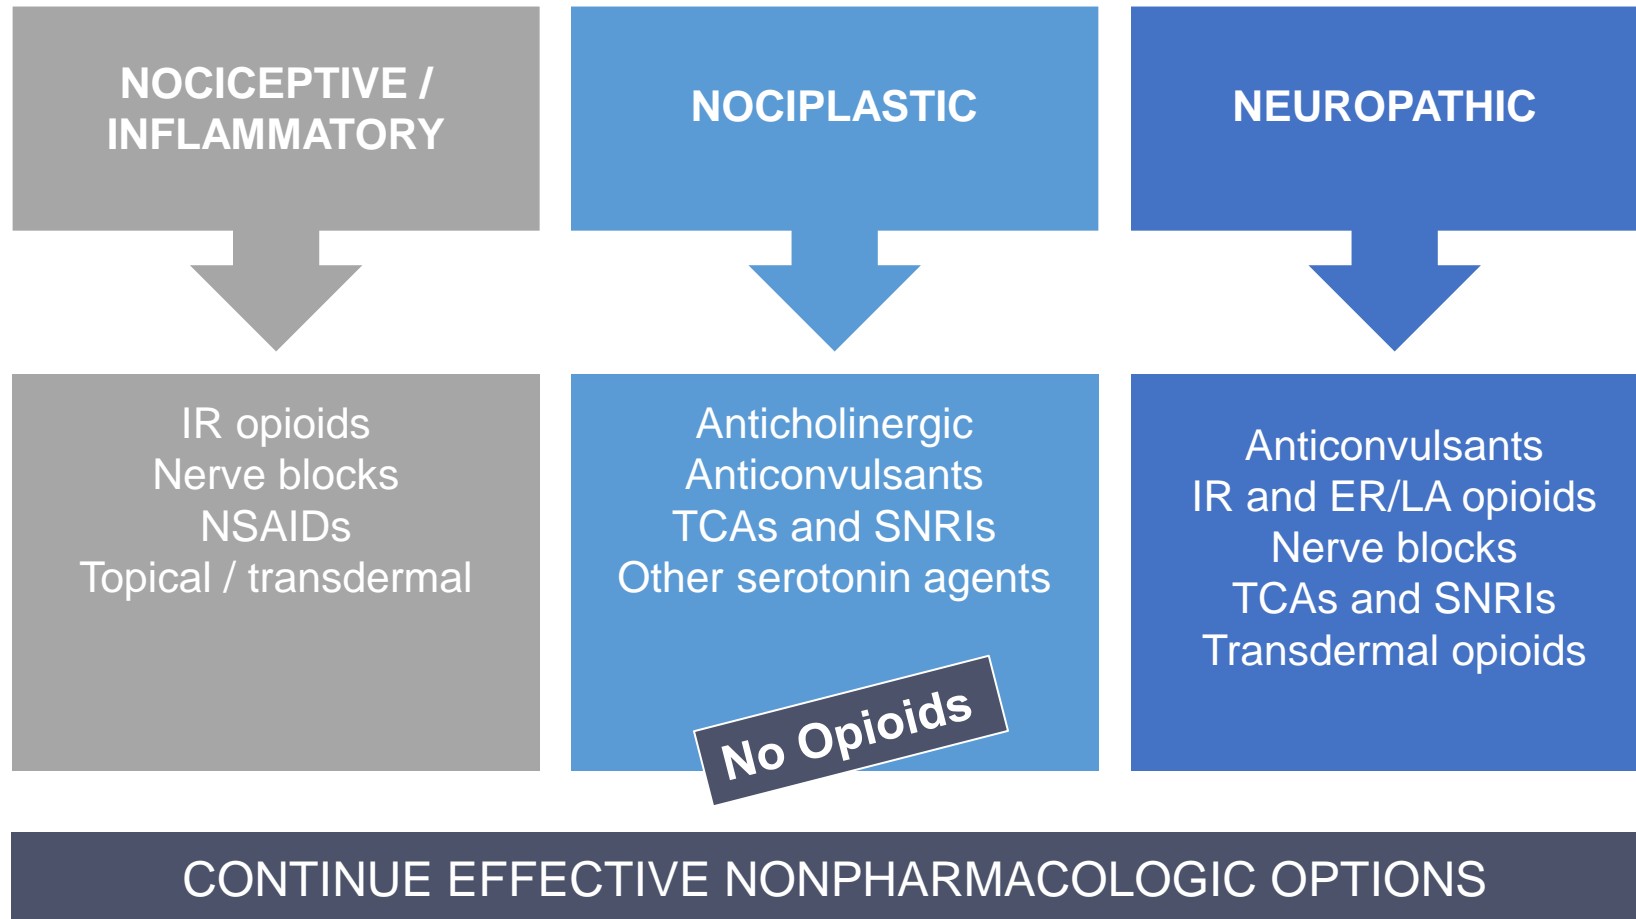 NOCICEPTIVE /
INFLAMMATORY
NOCIPLASTIC
NEUROPATHIC
IR opioids
Nerve blocks
NSAIDs
Topical / transdermal
Anticholinergic
Anticonvulsants
TCAs and SNRIs
Other serotonin agents
No Opioids
Anticonvulsants
IR and ER/LA opioids
Nerve blocks
TCAs and SNRIs
Transdermal opioids
CONTINUE EFFECTIVE NONPHARMACOLOGIC OPTIONS